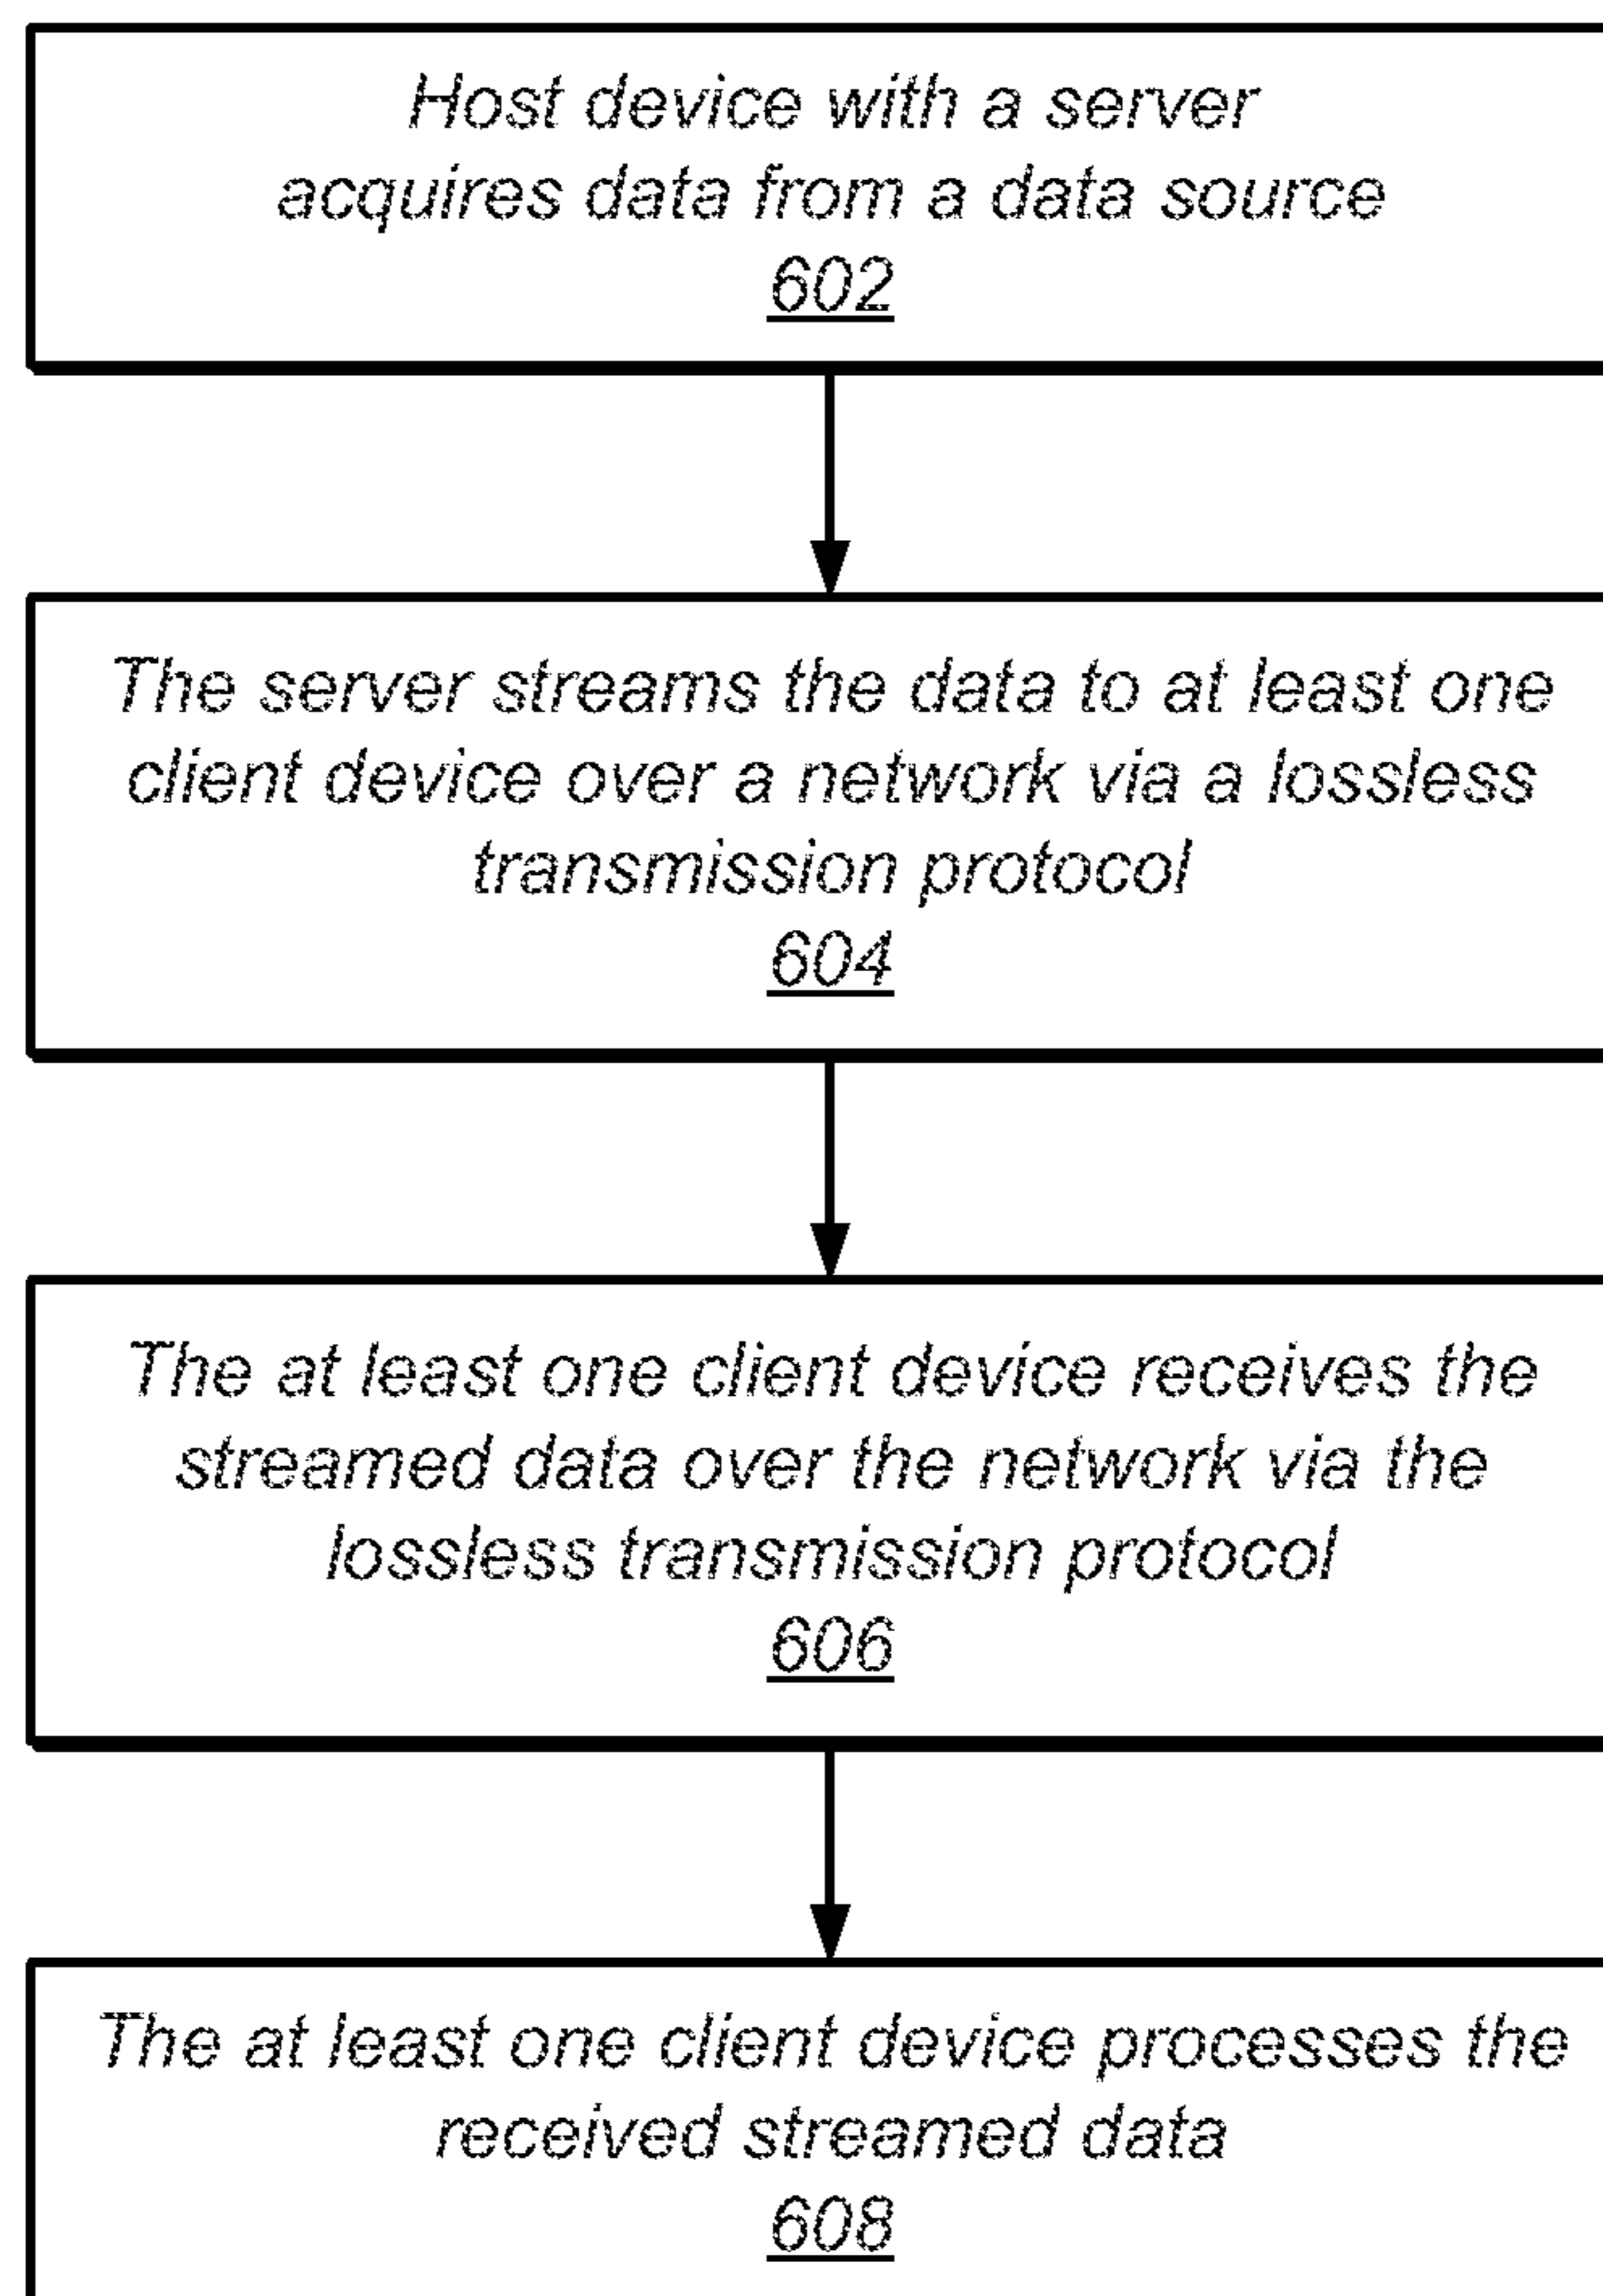 Host device with a server
acquires data from a data source
602
The server streams the data to at least one
client device over a network via a lossless
transmission protocol
604
The at least one client device receives the
streamed data over the network via the
lossless transmission protocol
606
The at least one client device processes the
received streamed data
608